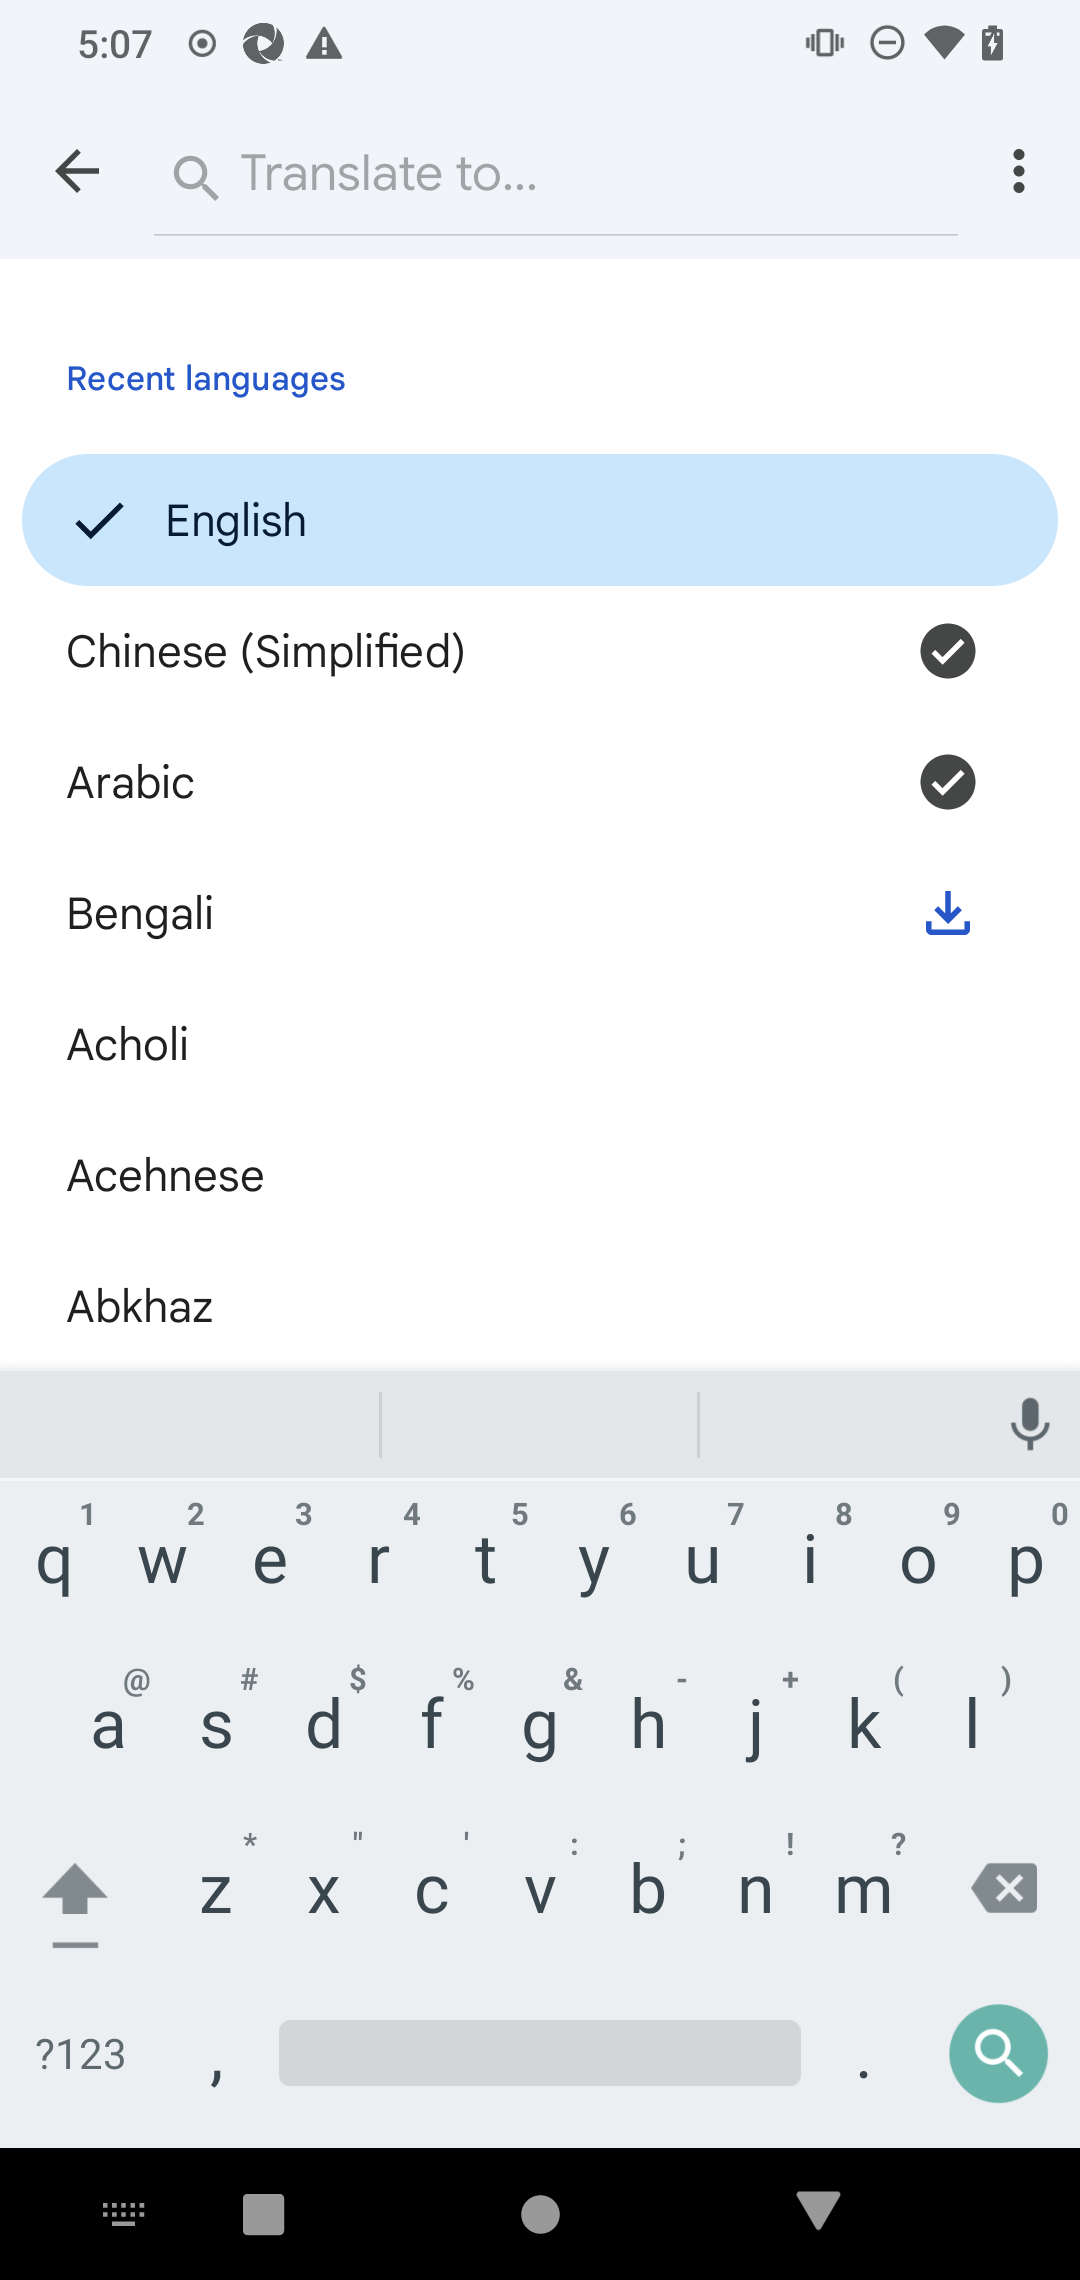 5:07
Translate to...
Recent languages
English
Chinese (Simplified)
Arabic
Bengali
Acholi
Acehnese
Abkhaz
1 2 3 4 5 6 7 8 9 0
q w e r t y u i o p
@ # $ % & - + ( )
a s d f g h j k l
* " ' : ; ! ?
z x c v b n m
?123 , .